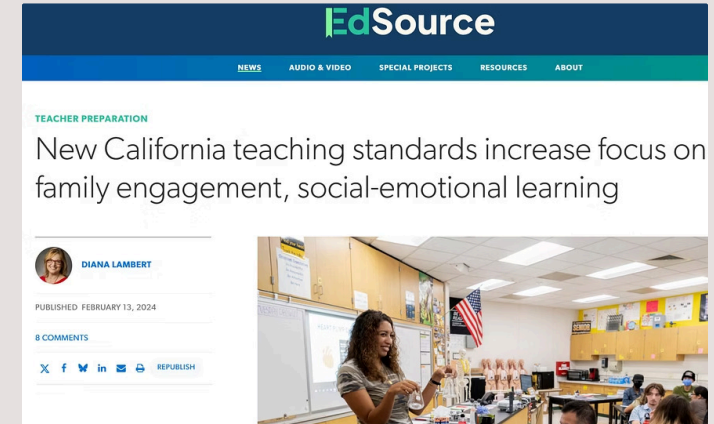 EdSource
NEWS AUDIO & VIDEO SPECIAL PROJECTS RESOURCES ABOUT
TEACHER PREPARATION
New California teaching standards increase focus on
family engagement, social-emotional learning
DIANA LAMBERT
PUBLISHED FEBRUARY 13, 2024
8 COMMENTS
REPUBLISH